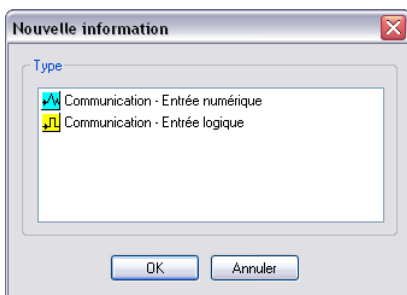 Nouvelle information
Type
Communication - Entrée numérique
Communication - Entrée logique
OK
Annuler